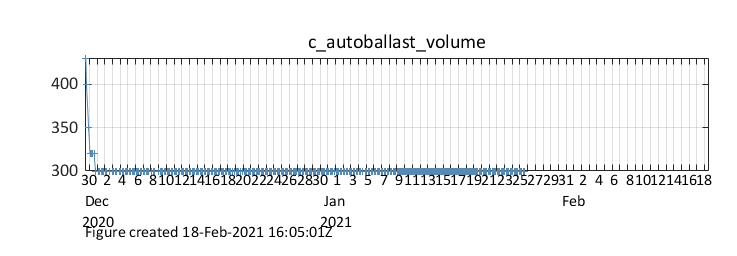 c_autoballast_volume
400
350
300
30 2 4 6 8 10 12 14 16 18 20 22 24 26 28 30 1 3 5 7 9 11 13 15 17 19 21 23 25 27 29 31 2 4 6 8 10 12 14 16 18
Dec Jan Feb
2020 2021
Figure created 18-Feb-2021 16:05:01Z